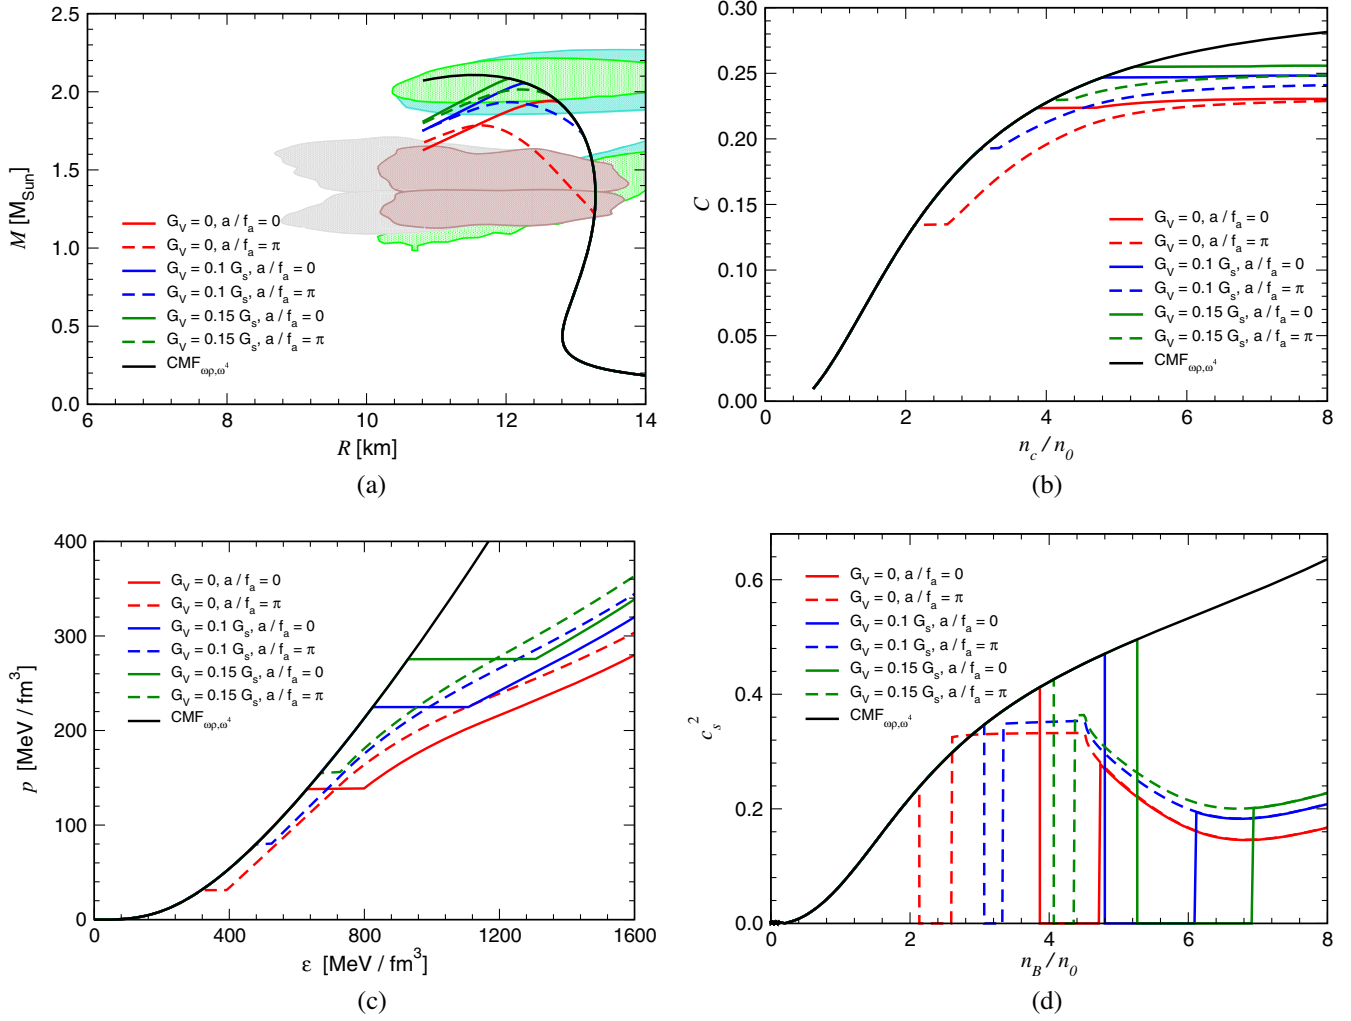 2.5
2.0
1.5
1.0
0.5
0.0
M [M_Sun]
G_V = 0, a / f_a = 0
G_V = 0, a / f_a = π
G_V = 0.1 G_s, a / f_a = 0
G_V = 0.1 G_s, a / f_a = π
G_V = 0.15 G_s, a / f_a = 0
G_V = 0.15 G_s, a / f_a = π
CMF_ωρ,ω⁴
6 8 10 12 14
R [km]
(a)
0.30
0.25
0.20
0.15
0.10
0.05
0.00
C
G_V = 0, a / f_a = 0
G_V = 0, a / f_a = π
G_V = 0.1 G_s, a / f_a = 0
G_V = 0.1 G_s, a / f_a = π
G_V = 0.15 G_s, a / f_a = 0
G_V = 0.15 G_s, a / f_a = π
CMF_ωρ,ω⁴
0 2 4 6 8
n_c / n_0
(b)
400
300
200
100
0
p [MeV / fm³]
G_V = 0, a / f_a = 0
G_V = 0, a / f_a = π
G_V = 0.1 G_s, a / f_a = 0
G_V = 0.1 G_s, a / f_a = π
G_V = 0.15 G_s, a / f_a = 0
G_V = 0.15 G_s, a / f_a = π
CMF_ωρ,ω⁴
0 400 800 1200 1600
ε [MeV / fm³]
(c)
0.6
0.4
0.2
0.0
c_s²
G_V = 0, a / f_a = 0
G_V = 0, a / f_a = π
G_V = 0.1 G_s, a / f_a = 0
G_V = 0.1 G_s, a / f_a = π
G_V = 0.15 G_s, a / f_a = 0
G_V = 0.15 G_s, a / f_a = π
CMF_ωρ,ω⁴
0 2 4 6 8
n_B / n_0
(d)